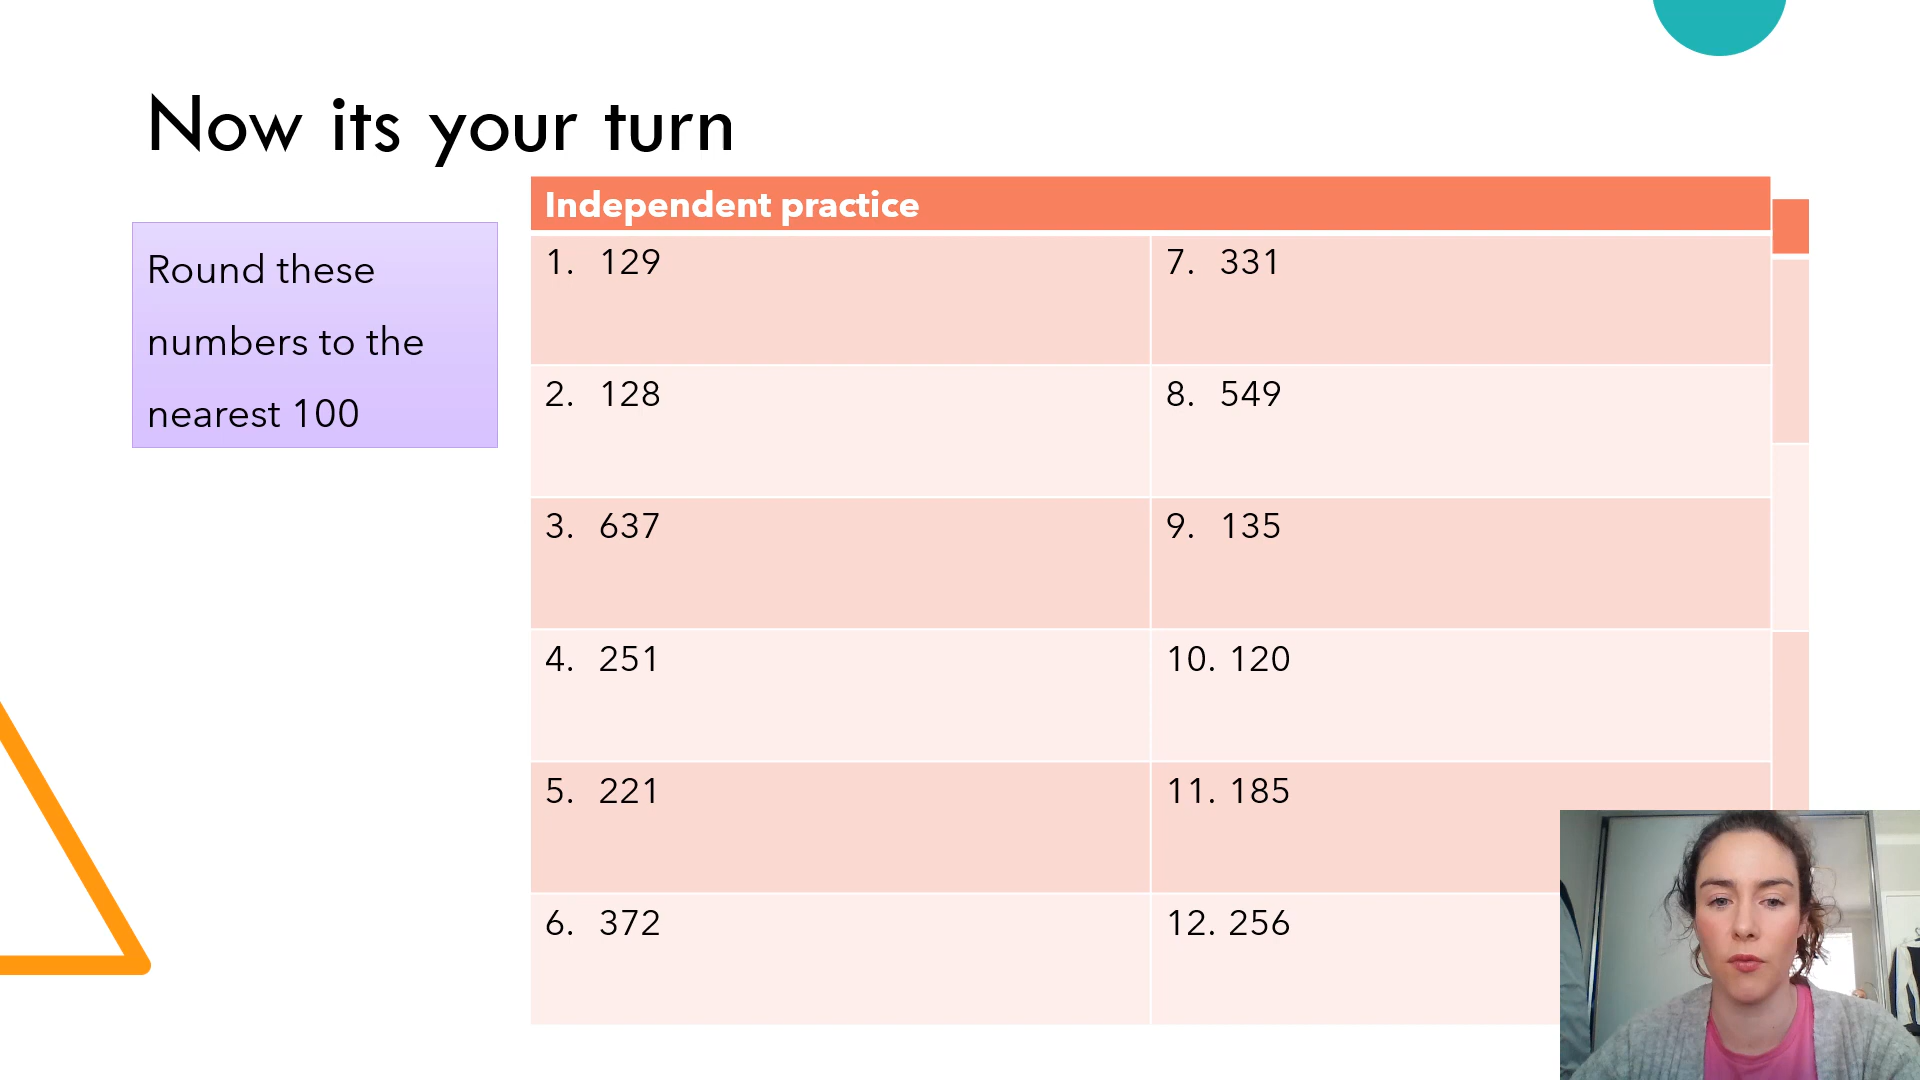 Now its your turn
Round these
numbers to the
nearest 100
Independent practice
1. 129
2. 128
3. 637
4. 251
5. 221
6. 372
7. 331
8. 549
9. 135
10. 120
11. 185
12. 256